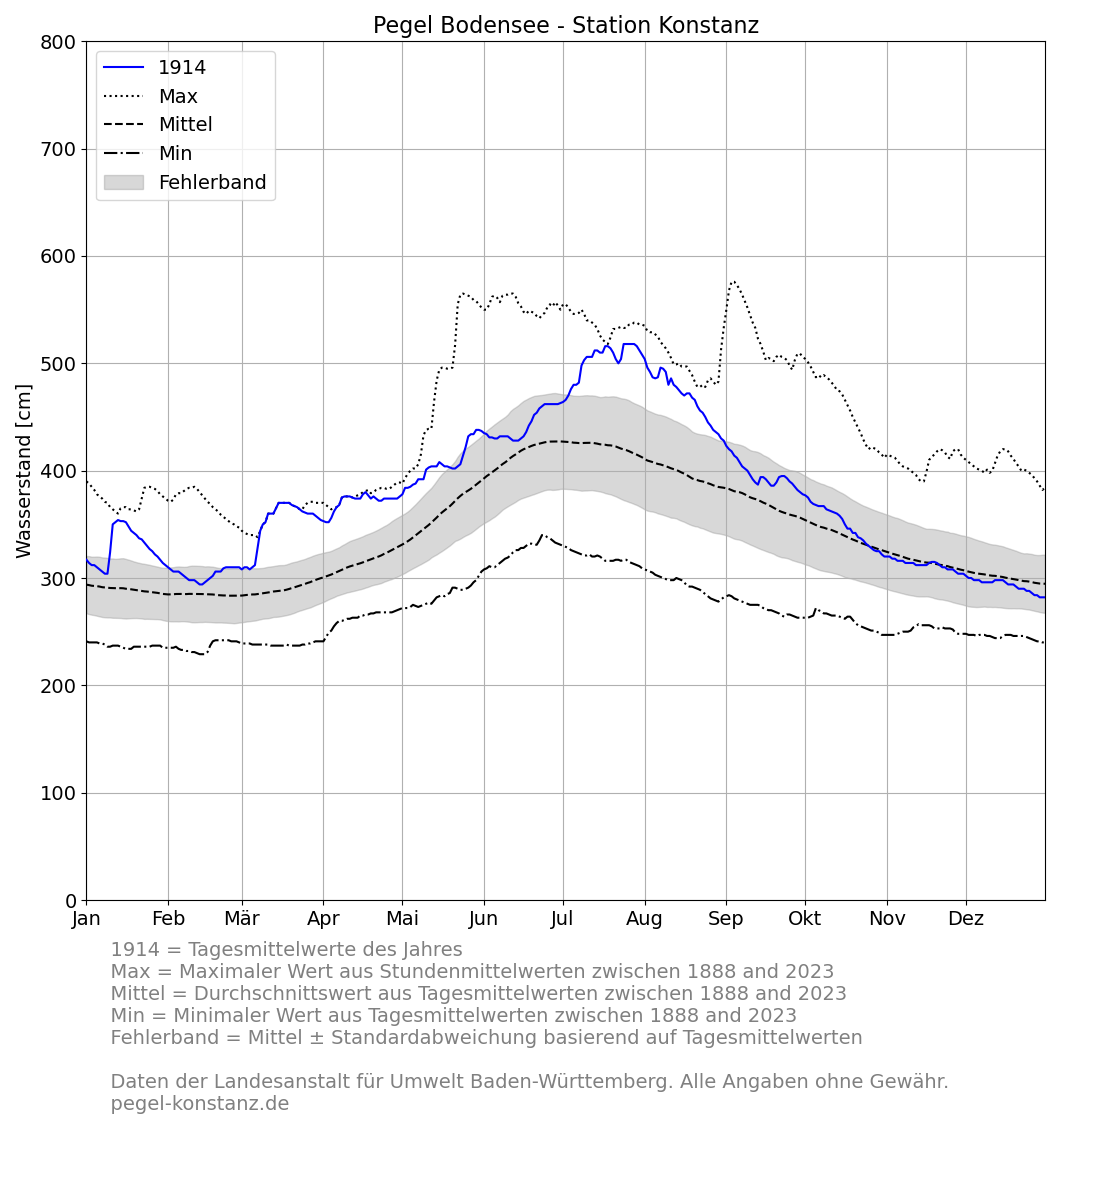 Pegel Bodensee - Station Konstanz
800
700
600
500
400
300
200
100
0
Wasserstand [cm]
1914
Max
Mittel
Min
Fehlerband
Jan Feb Mär Apr Mai Jun Jul Aug Sep Okt Nov Dez
1914 = Tagesmittelwerte des Jahres
Max = Maximaler Wert aus Stundenmittelwerten zwischen 1888 and 2023
Mittel = Durchschnittswert aus Tagesmittelwerten zwischen 1888 and 2023
Min = Minimaler Wert aus Tagesmittelwerten zwischen 1888 and 2023
Fehlerband = Mittel ± Standardabweichung basierend auf Tagesmittelwerten
Daten der Landesanstalt für Umwelt Baden-Württemberg. Alle Angaben ohne Gewähr.
pegel-konstanz.de